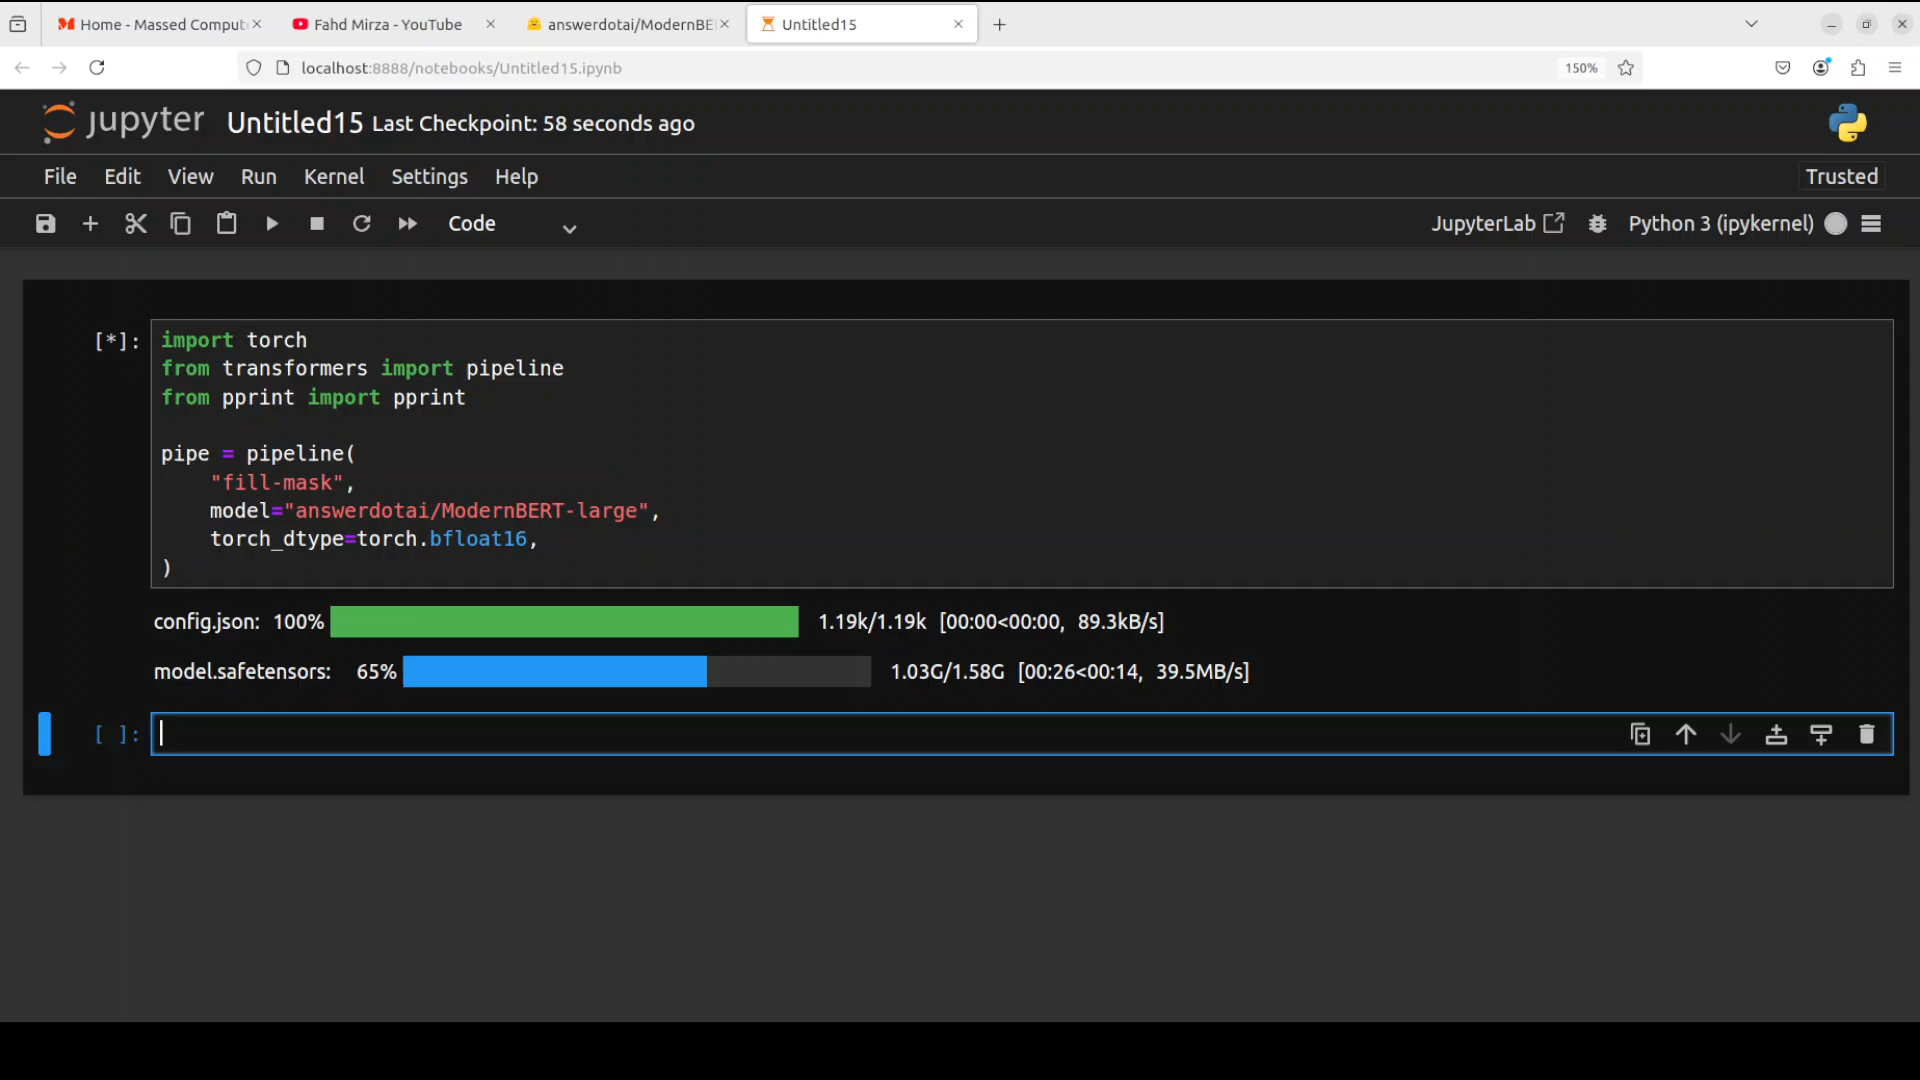 Home - Massed Comput
Fahd Mirza - YouTube
answerdotai/ModernBE
Untitled15
localhost:8888/notebooks/Untitled15.ipynb
150%
jupyter Untitled15 Last Checkpoint: 58 seconds ago
File Edit View Run Kernel Settings Help
Trusted
Code
JupyterLab
Python 3 (ipykernel)
[*]:
import torch
from transformers import pipeline
from pprint import pprint
pipe = pipeline(
    "fill-mask",
    model="answerdotai/ModernBERT-large",
    torch_dtype=torch.bfloat16,
)
config.json: 100% 1.19k/1.19k [00:00<00:00, 89.3kB/s]
model.safetensors: 65% 1.03G/1.58G [00:26<00:14, 39.5MB/s]
[ ]: